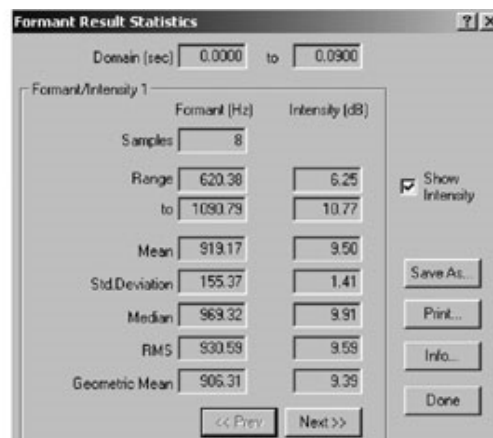 Formant Result Statistics
Domain (sec) 0.0000 to 0.0900
Formant/Intensity 1
Formant (Hz) Intensity (dB)
Samples 8
Range 620.38 6.25
to 1090.79 10.77
Show Intensity
Mean 919.17 9.50
Std.Deviation 155.37 1.41
Median 969.32 9.91
RMS 930.59 9.59
Geometric Mean 906.31 9.39
Save As...
Print...
Info...
Done
<< Prev Next >>